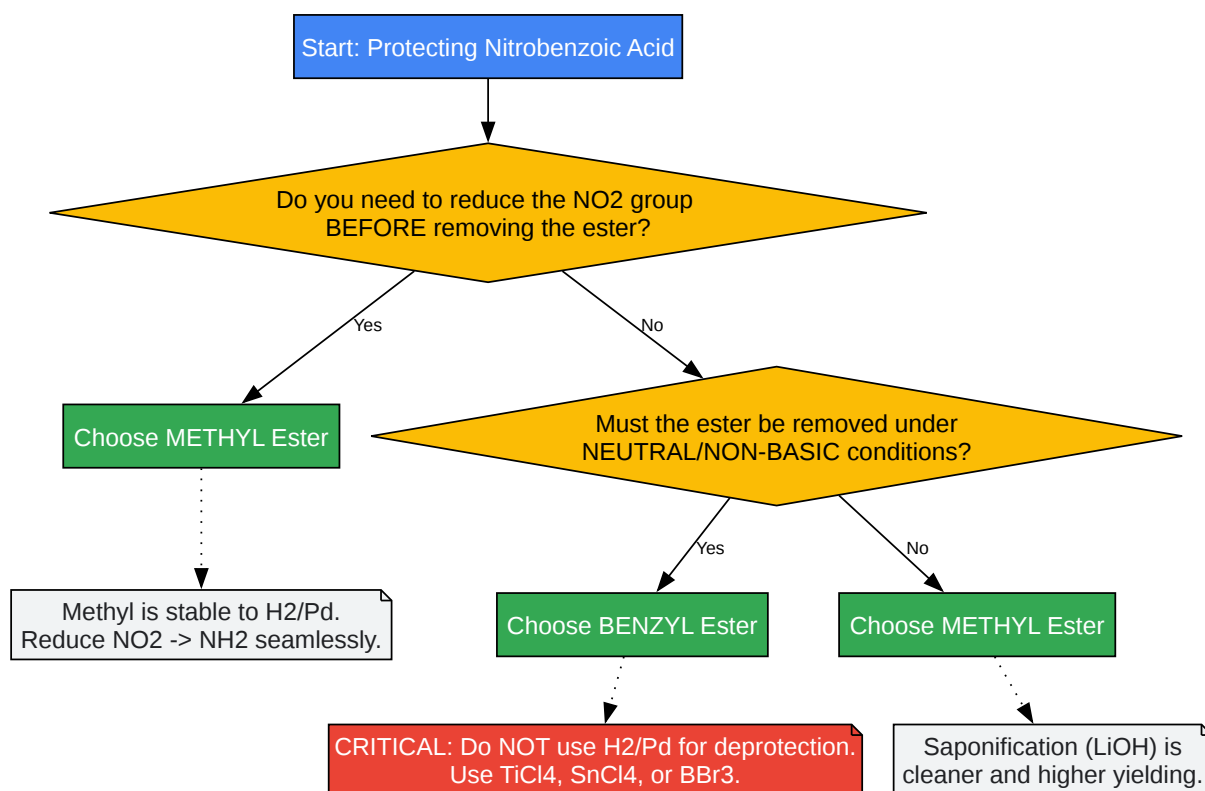 Start: Protecting Nitrobenzoic Acid
Do you need to reduce the NO2 group
BEFORE removing the ester?
Yes
No
Choose METHYL Ester
Must the ester be removed under
NEUTRAL/NON-BASIC conditions?
Yes
No
Methyl is stable to H2/Pd.
Reduce NO2 -> NH2 seamlessly.
Choose BENZYL Ester
Choose METHYL Ester
CRITICAL: Do NOT use H2/Pd for deprotection.
Use TiCl4, SnCl4, or BBr3.
Saponification (LiOH) is
cleaner and higher yielding.